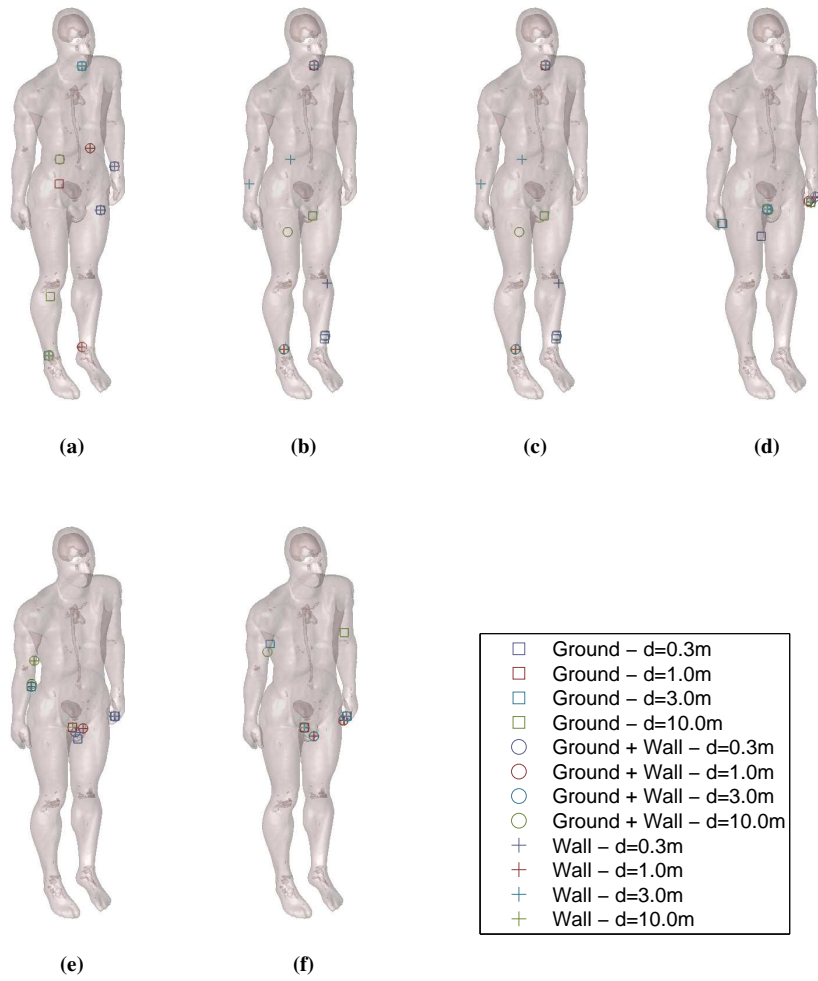 (a)
(b)
(c)
(d)
(e)
(f)
Ground – d=0.3m
Ground – d=1.0m
Ground – d=3.0m
Ground – d=10.0m
Ground + Wall – d=0.3m
Ground + Wall – d=1.0m
Ground + Wall – d=3.0m
Ground + Wall – d=10.0m
Wall – d=0.3m
Wall – d=1.0m
Wall – d=3.0m
Wall – d=10.0m